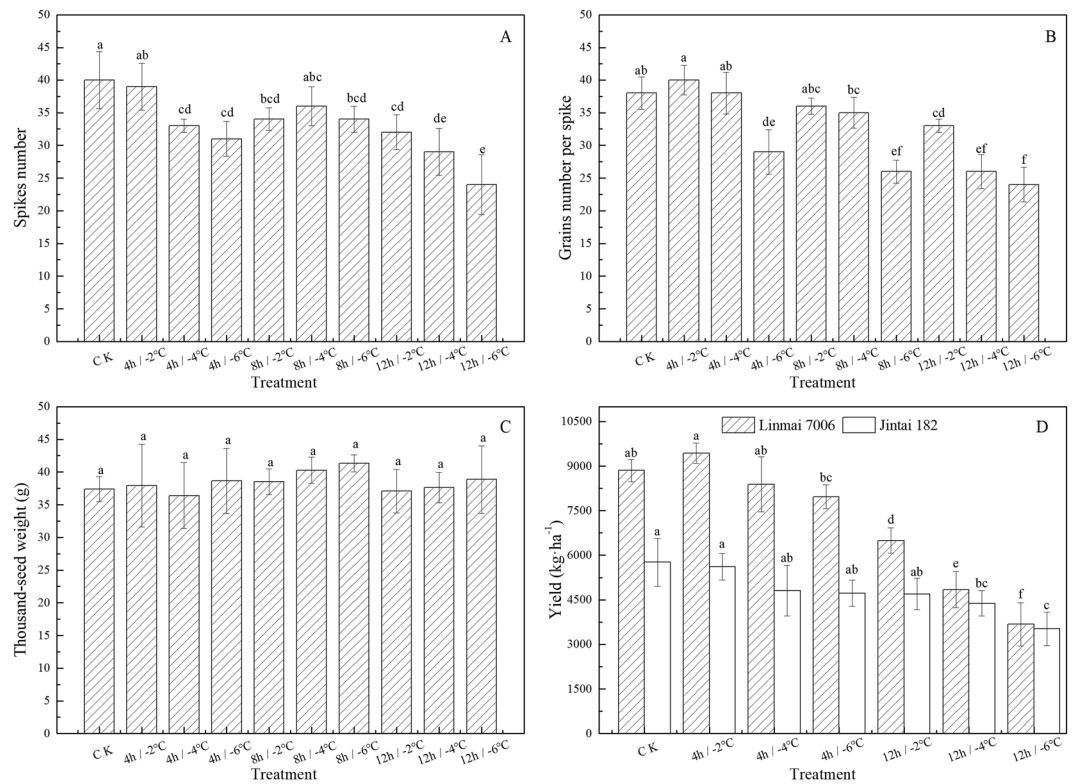 A
50
45
40
35
30
25
20
15
10
5
0
Spikes number
a
ab
cd
cd
bcd
abc
bcd
cd
de
e
C K
4h / -2°C
4h / -4°C
4h / -6°C
8h / -2°C
8h / -4°C
8h / -6°C
12h / -2°C
12h / -4°C
12h / -6°C
Treatment
B
50
45
40
35
30
25
20
15
10
5
0
Grains number per spike
ab
a
ab
de
abc
bc
ef
cd
ef
f
C K
4h / -2°C
4h / -4°C
4h / -6°C
8h / -2°C
8h / -4°C
8h / -6°C
12h / -2°C
12h / -4°C
12h / -6°C
Treatment
C
50
45
40
35
30
25
20
15
10
5
0
Thousand-seed weight (g)
a
a
a
a
a
a
a
a
a
a
C K
4h / -2°C
4h / -4°C
4h / -6°C
8h / -2°C
8h / -4°C
8h / -6°C
12h / -2°C
12h / -4°C
12h / -6°C
Treatment
Linmai 7006 Jintai 182
D
10500
9000
7500
6000
4500
3000
1500
0
Yield (kg·ha⁻¹)
ab
a
a
a
ab
ab
bc
ab
d
ab
e
bc
f
c
C K
4h / -2°C
4h / -4°C
4h / -6°C
12h / -2°C
12h / -4°C
12h / -6°C
Treatment